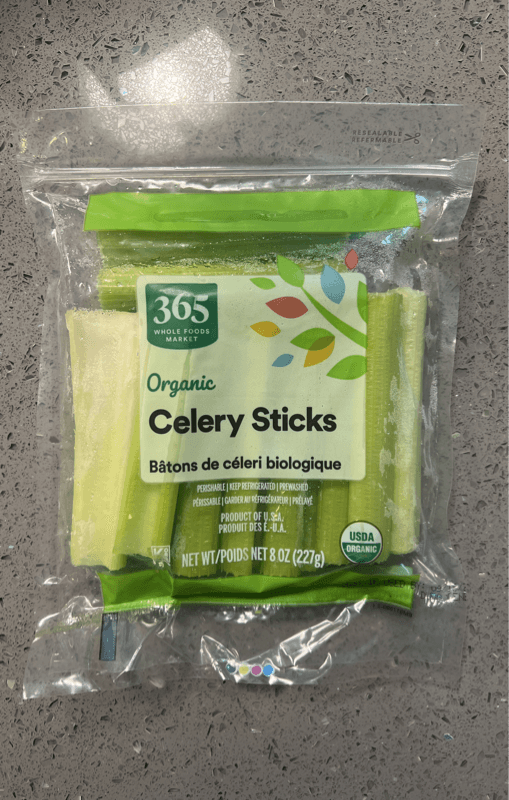 RESEALABLE
REFERMABLE
365
WHOLE FOODS
MARKET
Organic
Celery Sticks
Bâtons de céleri biologique
PERISHABLE | KEEP REFRIGERATED | PREWASHED
PÉRISSABLE | GARDER AU RÉFRIGÉRATEUR | PRÉLAVÉ
PRODUCT OF U.S.A.
PRODUIT DES É.-U.A.
NET WT/POIDS NET 8 OZ (227g)
USDA
ORGANIC